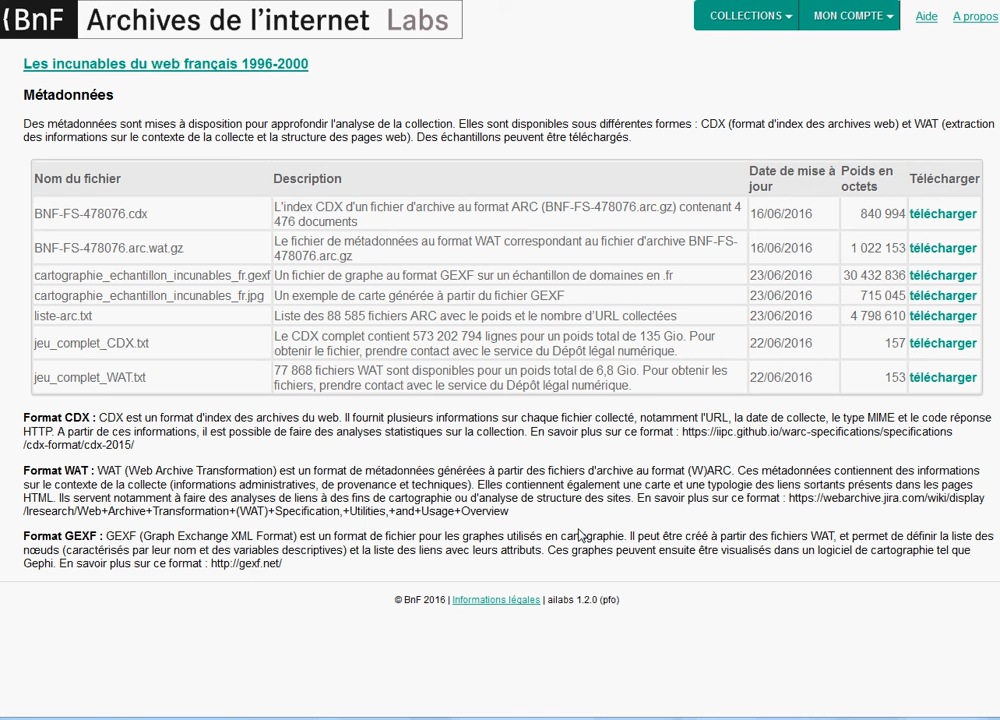 {BnF Archives de l'internet Labs
COLLECTIONS MON COMPTE Aide A propos
Les incunables du web français 1996-2000
Métadonnées
Des métadonnées sont mises à disposition pour approfondir l'analyse de la collection. Elles sont disponibles sous différentes formes : CDX (format d'index des archives web) et WAT (extraction
des informations sur le contexte de la collecte et la structure des pages web). Des échantillons peuvent être téléchargés.
Nom du fichier Description Date de mise à jour Poids en octets Télécharger
BNF-FS-478076.cdx L'index CDX d'un fichier d'archive au format ARC (BNF-FS-478076.arc.gz) contenant 4
476 documents 16/06/2016 840 994 télécharger
BNF-FS-478076.arc.wat.gz Le fichier de métadonnées au format WAT correspondant au fichier d'archive BNF-FS-
478076.arc.gz 16/06/2016 1 022 153 télécharger
cartographie_echantillon_incunables_fr.gexf Un fichier de graphe au format GEXF sur un échantillon de domaines en .fr 23/06/2016 30 432 836 télécharger
cartographie_echantillon_incunables_fr.jpg Un exemple de carte générée à partir du fichier GEXF 23/06/2016 715 045 télécharger
liste-arc.txt Liste des 88 585 fichiers ARC avec le poids et le nombre d'URL collectées 23/06/2016 4 798 610 télécharger
jeu_complet_CDX.txt Le CDX complet contient 573 202 794 lignes pour un poids total de 135 Gio. Pour
obtenir le fichier, prendre contact avec le service du Dépôt légal numérique. 22/06/2016 157 télécharger
jeu_complet_WAT.txt 77 868 fichiers WAT sont disponibles pour un poids total de 6,8 Gio. Pour obtenir les
fichiers, prendre contact avec le service du Dépôt légal numérique. 22/06/2016 153 télécharger
Format CDX : CDX est un format d'index des archives du web. Il fournit plusieurs informations sur chaque fichier collecté, notamment l'URL, la date de collecte, le type MIME et le code réponse
HTTP. A partir de ces informations, il est possible de faire des analyses statistiques sur la collection. En savoir plus sur ce format : https://iipc.github.io/warc-specifications/specifications
/cdx-format/cdx-2015/
Format WAT : WAT (Web Archive Transformation) est un format de métadonnées générées à partir des fichiers d'archive au format (W)ARC. Ces métadonnées contiennent des informations
sur le contexte de la collecte (informations administratives, de provenance et techniques). Elles contiennent également une carte et une typologie des liens sortants présents dans les pages
HTML. Ils servent notamment à faire des analyses de liens à des fins de cartographie ou d'analyse de structure des sites. En savoir plus sur ce format : https://webarchive.jira.com/wiki/display
/Iresearch/Web+Archive+Transformation+(WAT)+Specification,+Utilities,+and+Usage+Overview
Format GEXF : GEXF (Graph Exchange XML Format) est un format de fichier pour les graphes utilisés en cartographie. Il peut être créé à partir des fichiers WAT, et permet de définir la liste des
nœuds (caractérisés par leur nom et des variables descriptives) et la liste des liens avec leurs attributs. Ces graphes peuvent ensuite être visualisés dans un logiciel de cartographie tel que
Gephi. En savoir plus sur ce format : http://gexf.net/
© BnF 2016 | Informations légales | ailabs 1.2.0 (pfo)